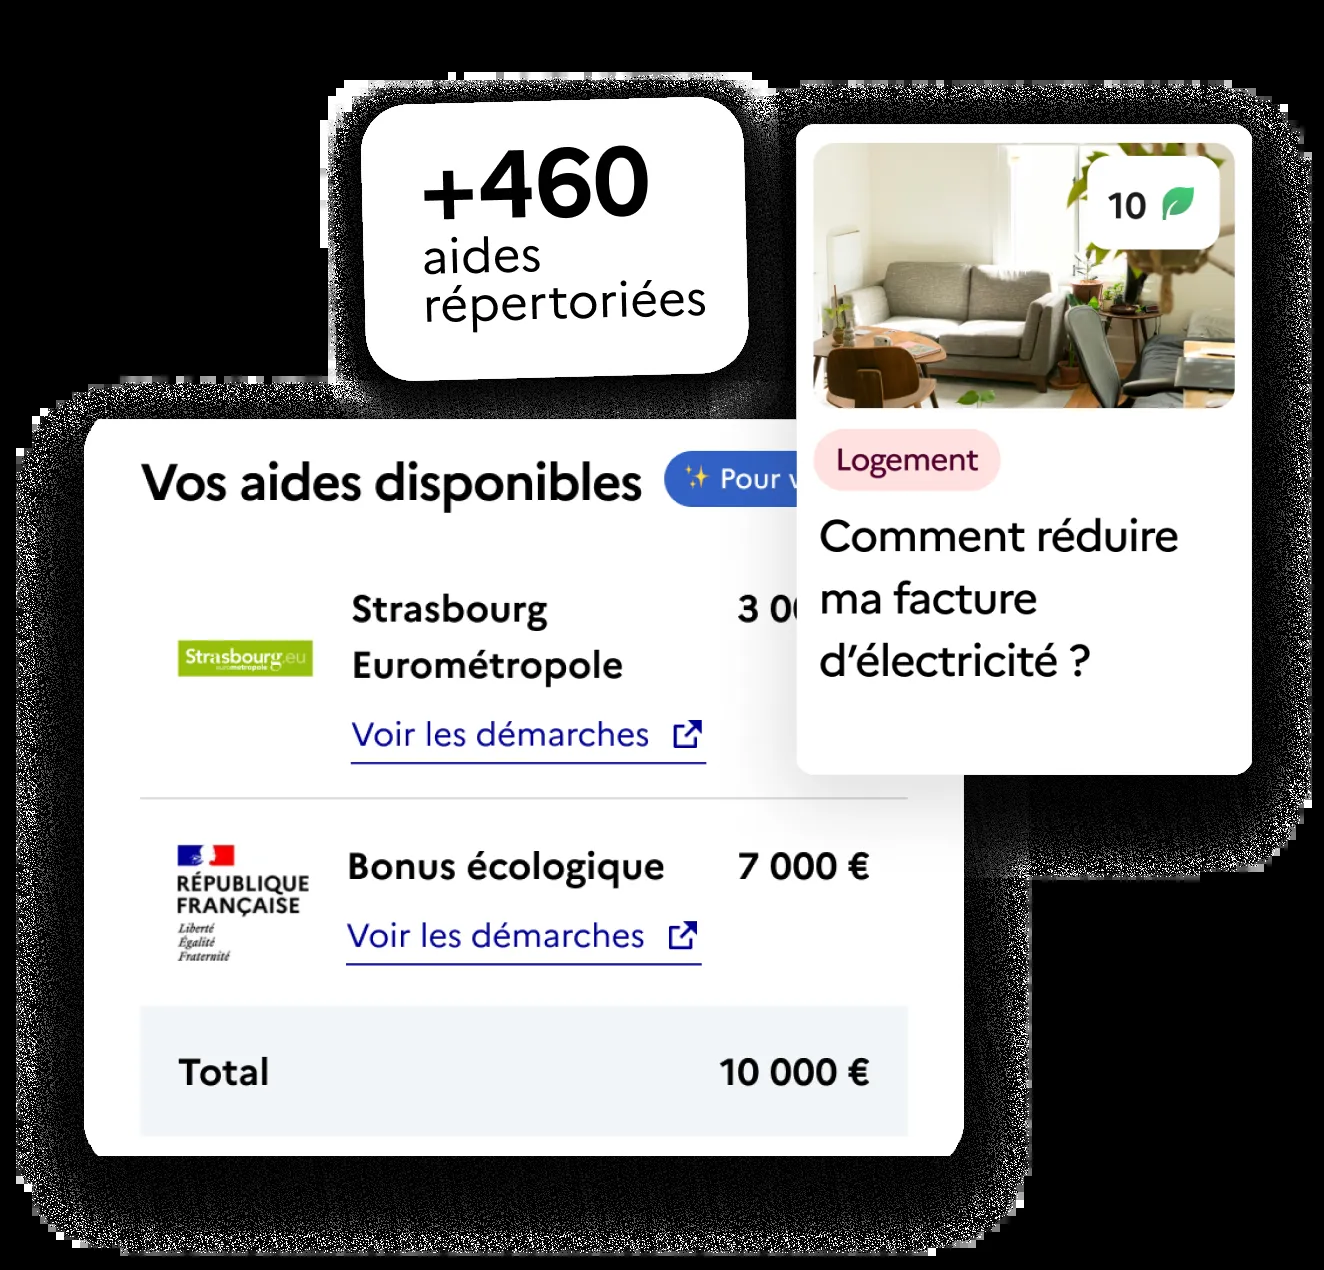 +460
aides
répertoriées
10
Logement
Comment réduire
ma facture
d’électricité ?
Vos aides disponibles
Pour
Strasbourg.eu
eurométropole
Strasbourg
Eurométropole
3 0
Voir les démarches
RÉPUBLIQUE
FRANÇAISE
Liberté
Égalité
Fraternité
Bonus écologique
7 000 €
Voir les démarches
Total
10 000 €